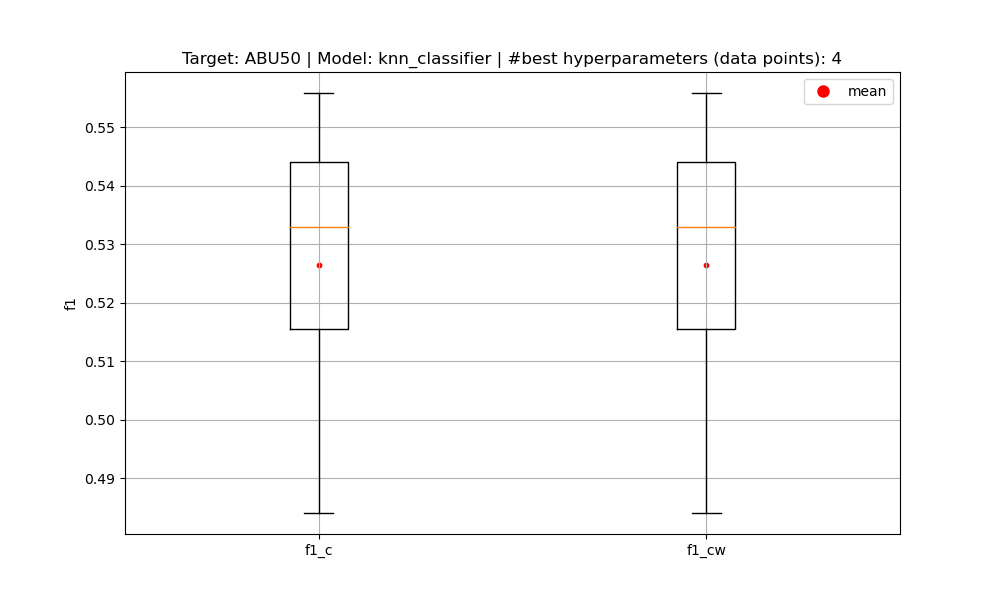 Target: ABU50 | Model: knn_classifier | #best hyperparameters (data points): 4
mean
0.55
0.54
0.53
0.52
0.51
0.50
0.49
f1
f1_c
f1_cw